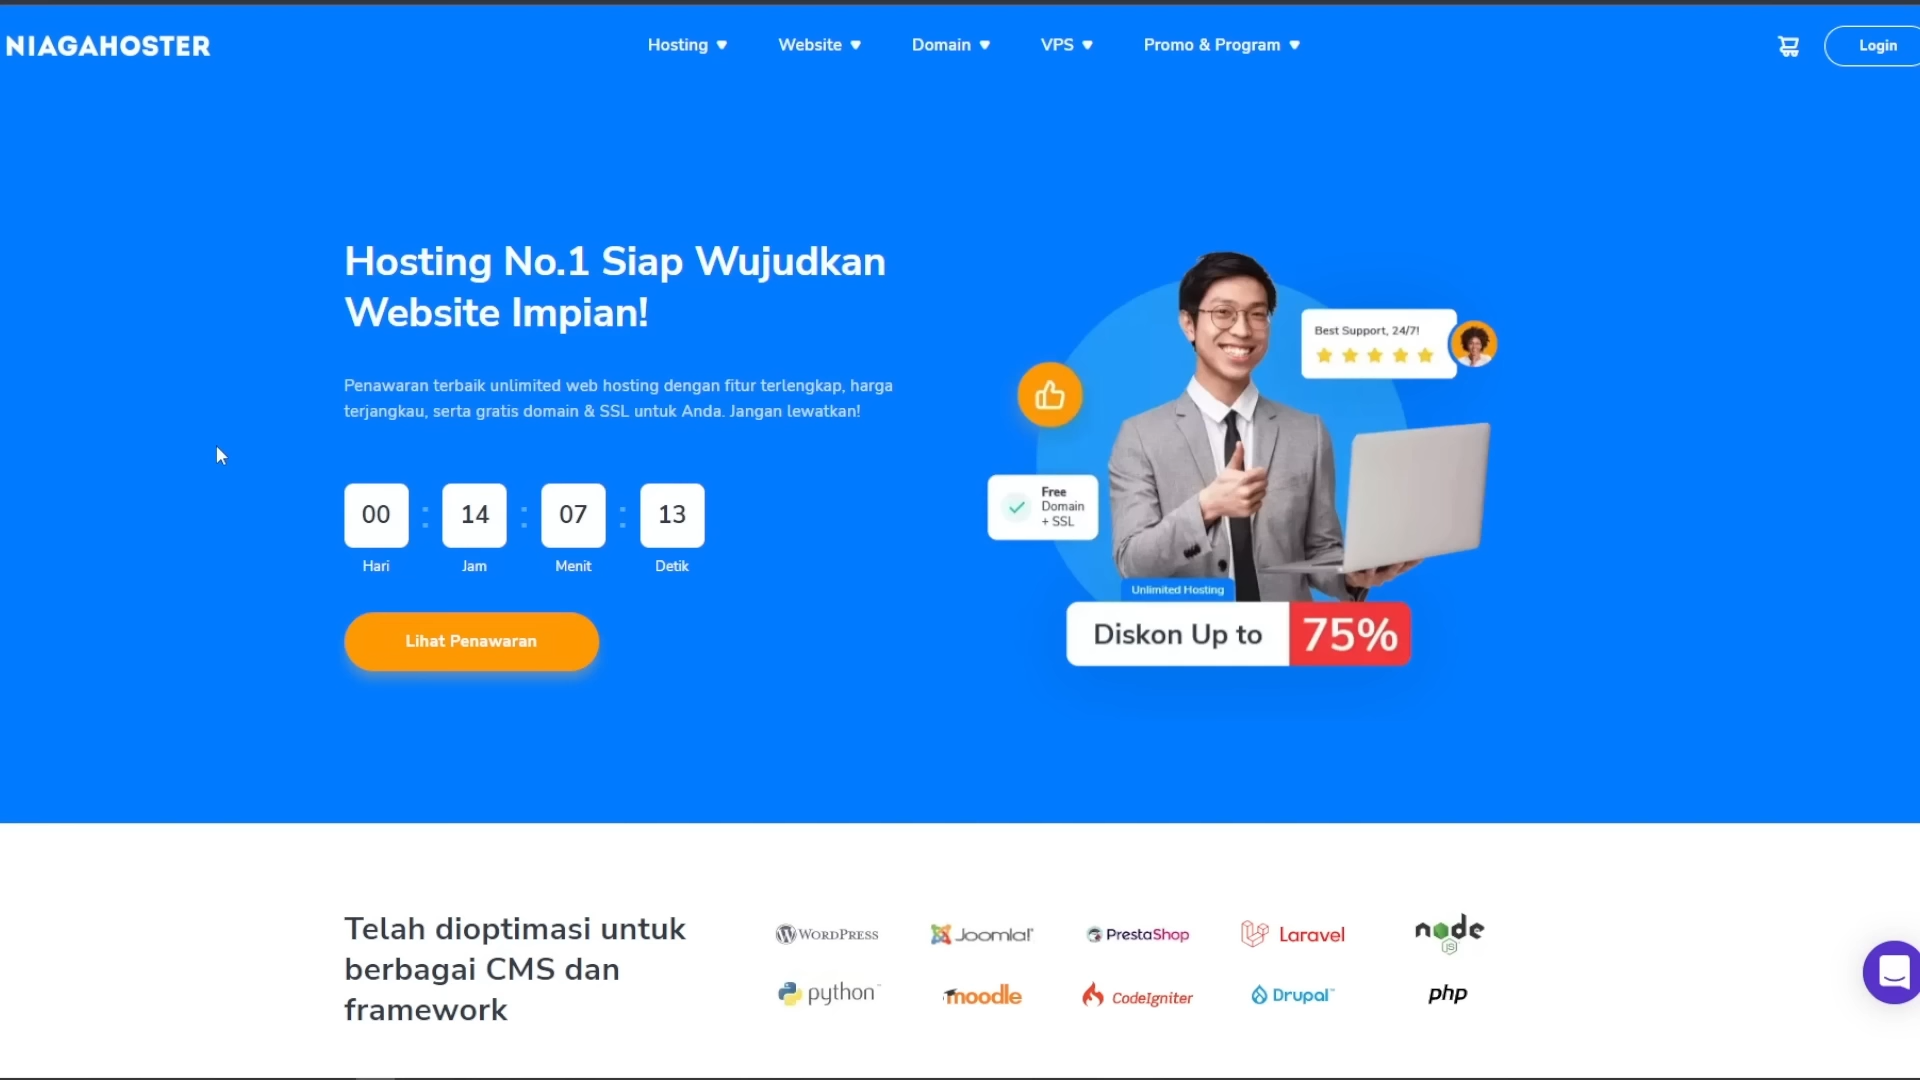 NIAGAHOSTER
Hosting
Website
Domain
VPS
Promo & Program
Login
Hosting No.1 Siap Wujudkan
Website Impian!
Penawaran terbaik unlimited web hosting dengan fitur terlengkap, harga
terjangkau, serta gratis domain & SSL untuk Anda. Jangan lewatkan!
00 : 14 : 07 : 13
Hari Jam Menit Detik
Lihat Penawaran
Best Support, 24/7!
Free
Domain
+ SSL
Unlimited Hosting
Diskon Up to 75%
Telah dioptimasi untuk
berbagai CMS dan
framework
WORDPRESS
Joomla!
PrestaShop
Laravel
node
JS
python
moodle
CodeIgniter
Drupal™
php